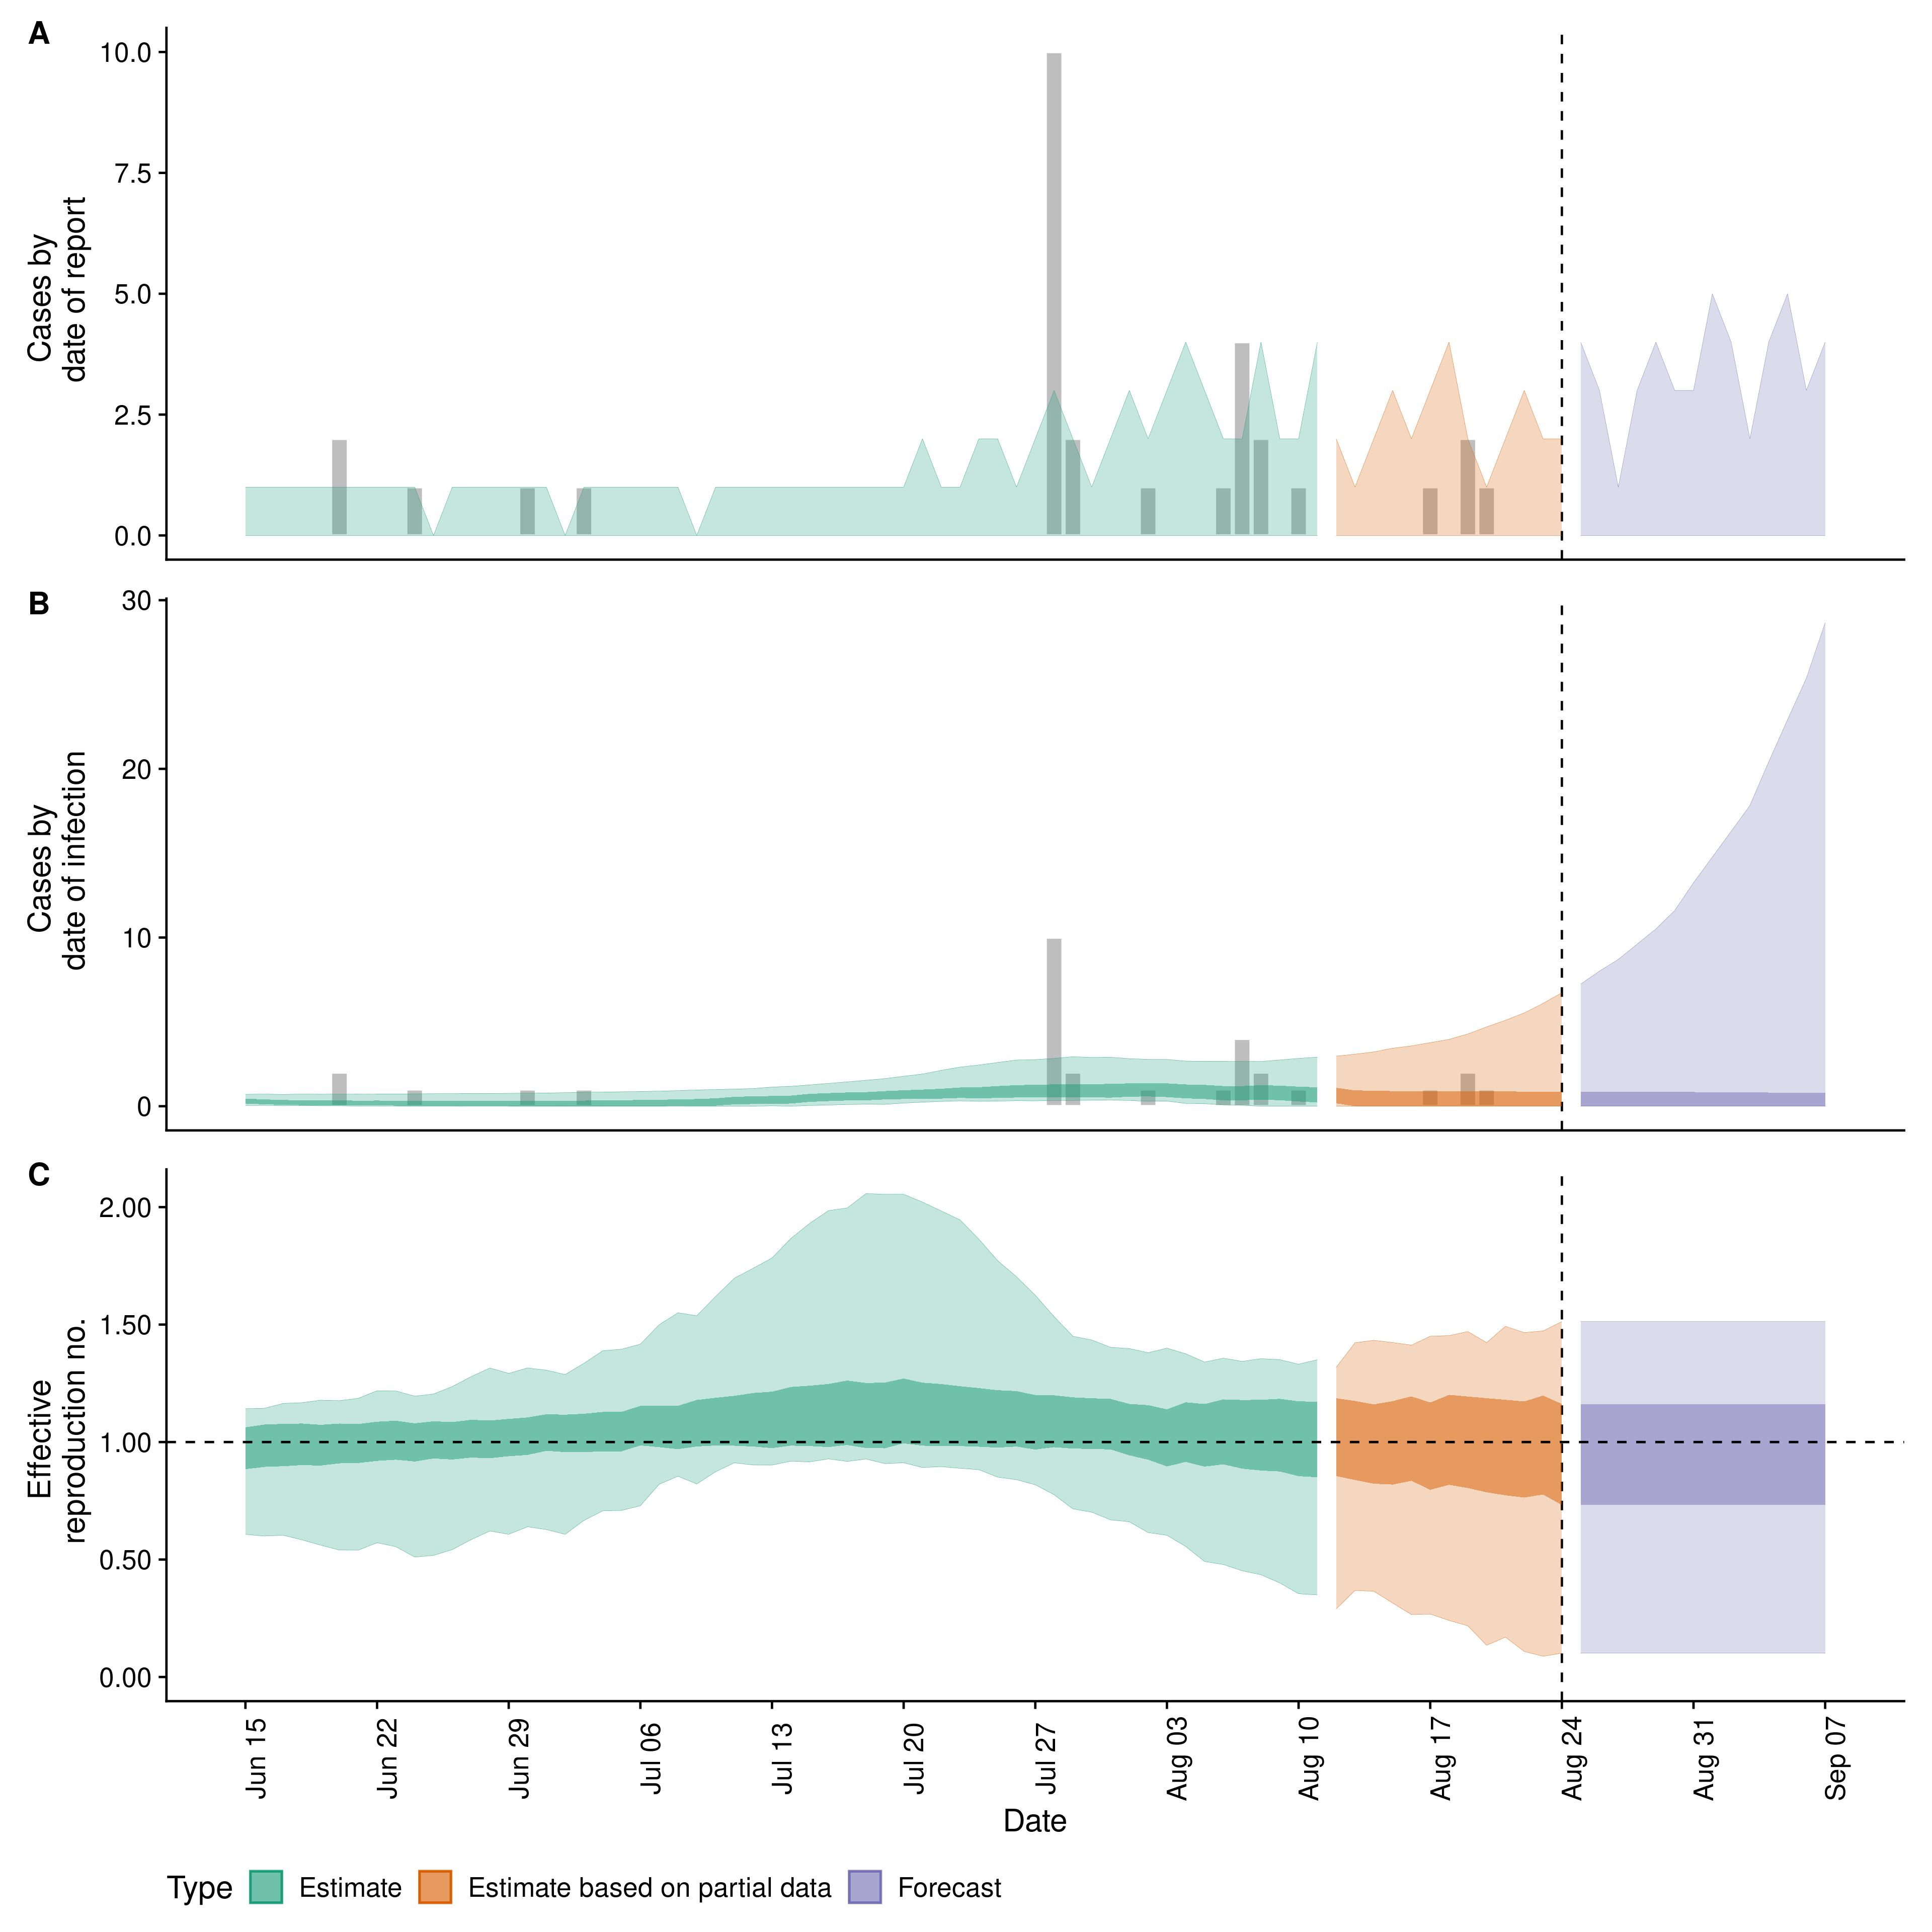 A
Cases by
date of report
10.0
7.5
5.0
2.5
0.0
B
Cases by
date of infection
30
20
10
0
C
Effective
reproduction no.
2.00
1.50
1.00
0.50
0.00
Jun 15
Jun 22
Jun 29
Jul 06
Jul 13
Jul 20
Jul 27
Aug 03
Aug 10
Aug 17
Aug 24
Aug 31
Sep 07
Date
Type
Estimate
Estimate based on partial data
Forecast